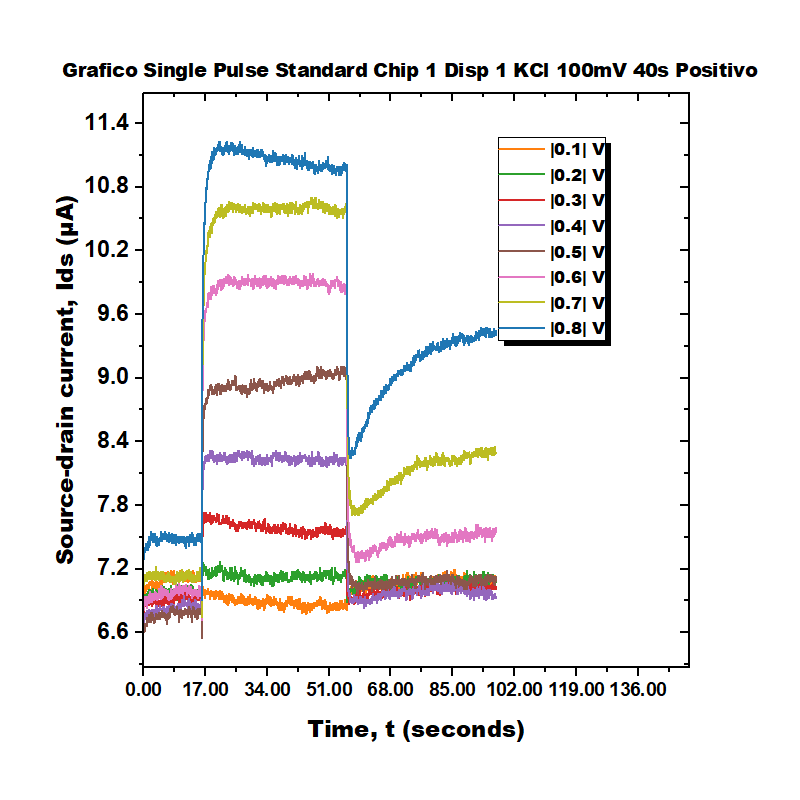 Grafico Single Pulse Standard Chip 1 Disp 1 KCl 100mV 40s Positivo
11.4
10.8
10.2
9.6
9.0
8.4
7.8
7.2
6.6
Source-drain current, Ids (µA)
|0.1| V
|0.2| V
|0.3| V
|0.4| V
|0.5| V
|0.6| V
|0.7| V
|0.8| V
0.00 17.00 34.00 51.00 68.00 85.00 102.00 119.00 136.00
Time, t (seconds)